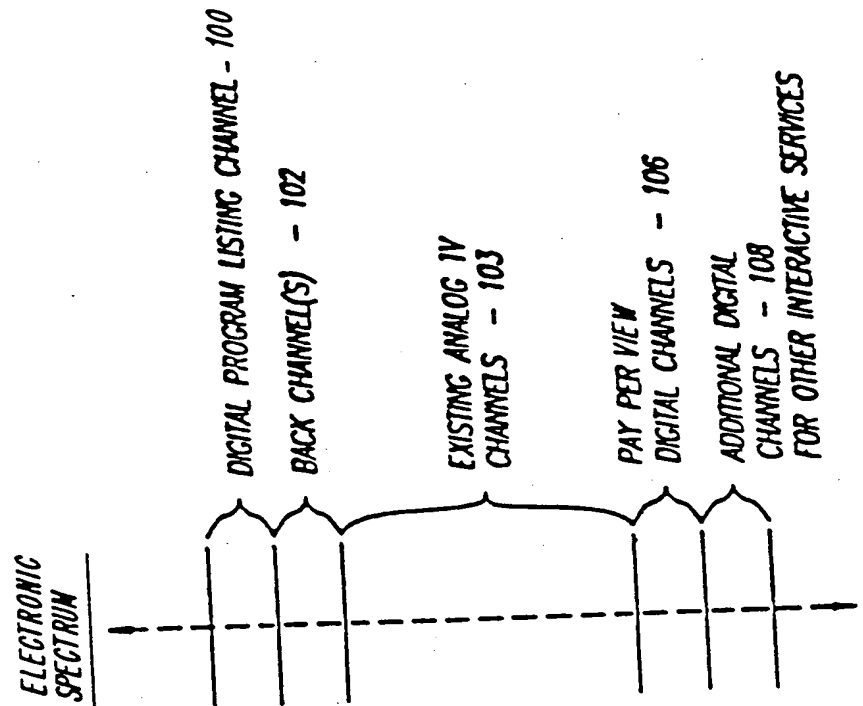 ELECTRONIC
SPECTRUM
DIGITAL PROGRAM LISTING CHANNEL - 100
BACK CHANNEL(S) - 102
EXISTING ANALOG TV
CHANNELS - 103
PAY PER VIEW
DIGITAL CHANNELS - 106
ADDITIONAL DIGITAL
CHANNELS - 108
FOR OTHER INTERACTIVE SERVICES